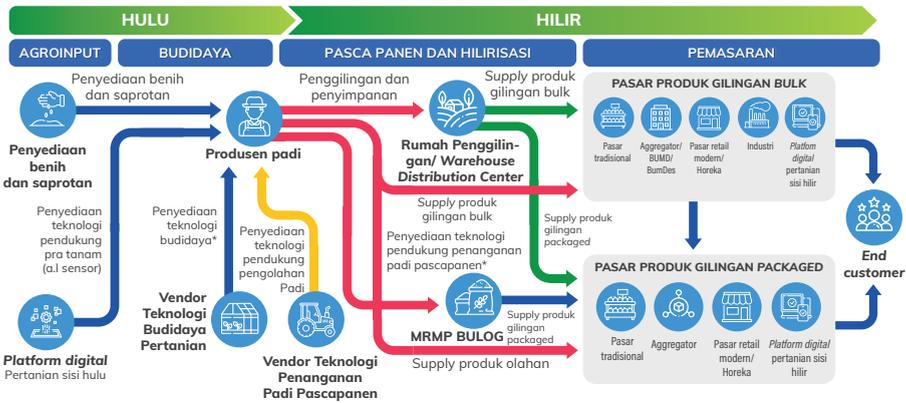 HULU
HILIR
AGROINPUT
BUDIDAYA
PASCA PANEN DAN HILIRISASI
PEMASARAN
Penyediaan benih
dan saprotan
Penyediaan
benih
dan saprotan
Produsen padi
Penggilingan dan
penyimpanan
Supply produk
gilingan bulk
Rumah Penggilin-
gan/ Warehouse
Distribution Center
Supply produk
gilingan bulk
Supply produk
gilingan
packaged
Penyediaan
teknologi
pendukung
pra tanam
(a.l sensor)
Penyediaan
teknologi
budidaya*
Penyediaan
teknologi
pendukung
pengolahan
Padi
Penyediaan teknologi
pendukung penanganan
padi pascapanen*
Platform digital
Pertanian sisi hulu
Vendor
Teknologi
Budidaya
Pertanian
Vendor Teknologi
Penanganan
Padi Pascapanen
MRMP BULOG
Supply produk
gilingan
packaged
Supply produk olahan
PASAR PRODUK GILINGAN BULK
Pasar
tradisional
Aggregator/
BUMD/
BumDes
Pasar retail
modern/
Horeka
Industri
Platfom
digital
pertanian
sisi hilir
PASAR PRODUK GILINGAN PACKAGED
Pasar
tradisional
Aggregator
Pasar retail
modern/
Horeka
Platform digital
pertanian sisi
hilir
End
customer